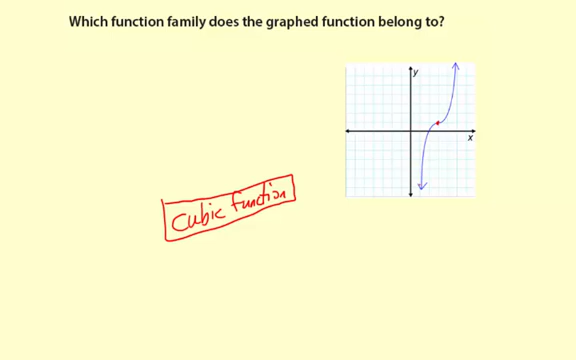 Which function family does the graphed function belong to?
y
x
cubic function